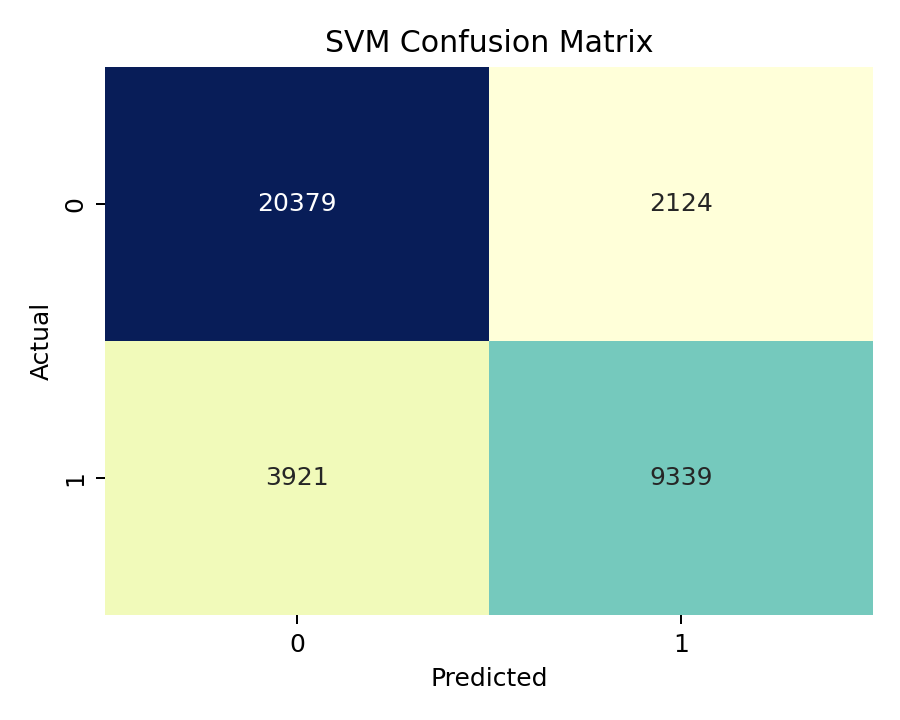 SVM Confusion Matrix
Actual
0
20379
2124
1
3921
9339
0
1
Predicted